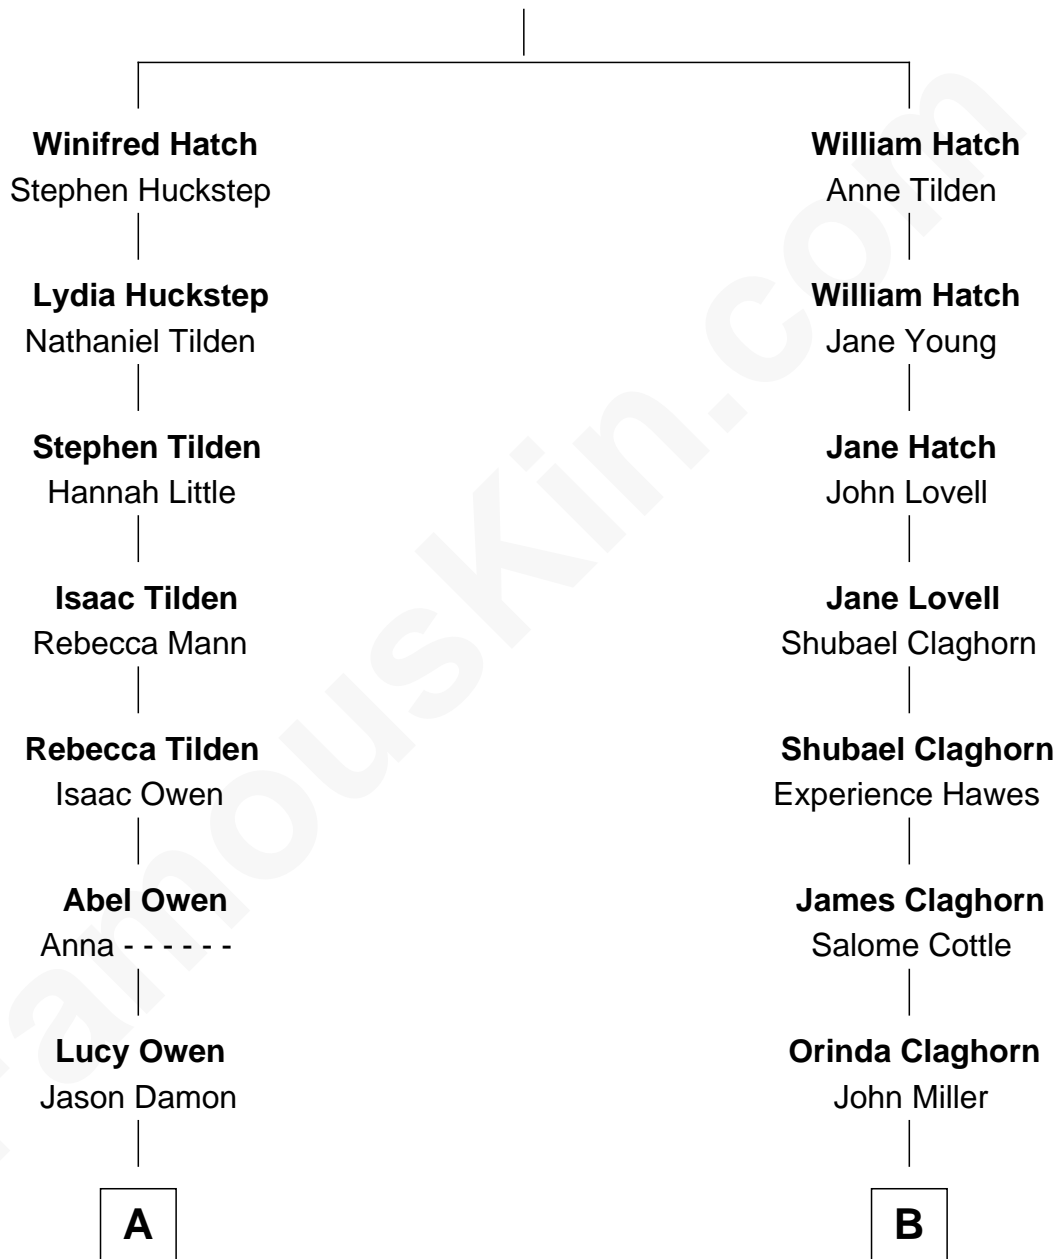 Winifred Hatch
Stephen Huckstep
Lydia Huckstep
Nathaniel Tilden
Stephen Tilden
Hannah Little
Isaac Tilden
Rebecca Mann
Rebecca Tilden
Isaac Owen
Abel Owen
Anna - - - - - -
Lucy Owen
Jason Damon
A
William Hatch
Anne Tilden
William Hatch
Jane Young
Jane Hatch
John Lovell
Jane Lovell
Shubael Claghorn
Shubael Claghorn
Experience Hawes
James Claghorn
Salome Cottle
Orinda Claghorn
John Miller
B
FamousKin.com